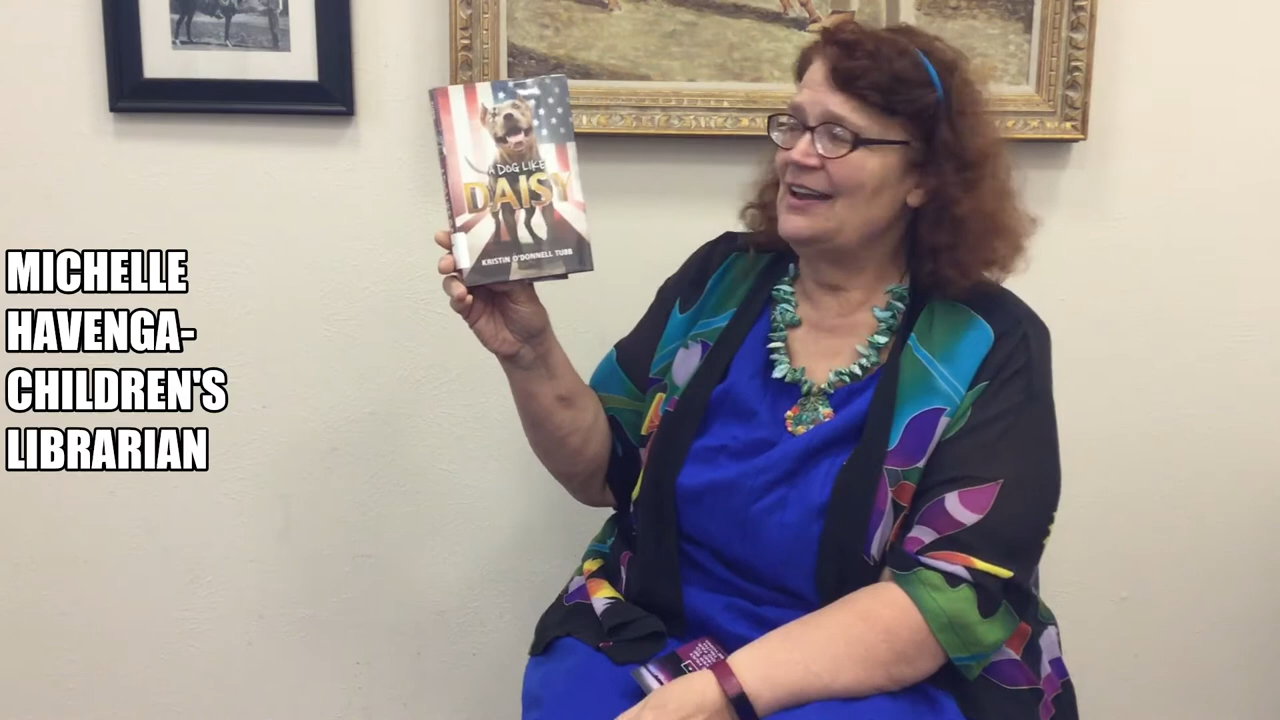 MICHELLE
HAVENGA-
CHILDREN'S
LIBRARIAN
A DOG LIKE
DAISY
KRISTIN O'DONNELL TUBB